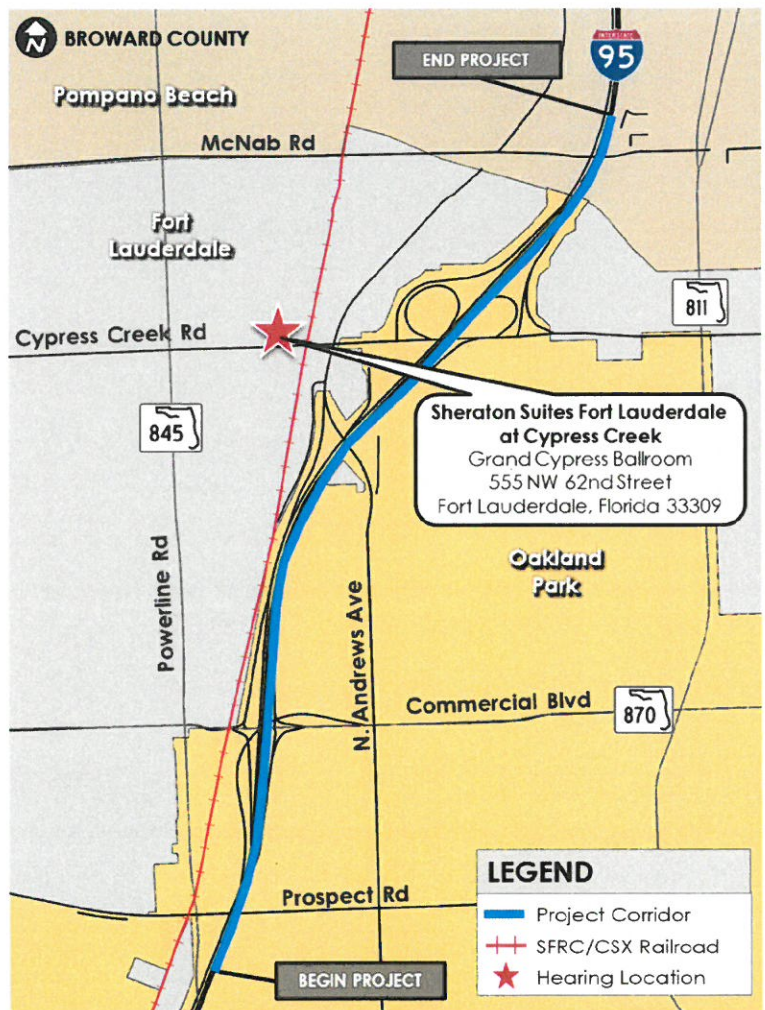 N
BROWARD COUNTY
END PROJECT
INTERSTATE
95
Pompano Beach
McNab Rd
Fort
Lauderdale
811
Cypress Creek Rd
Sheraton Suites Fort Lauderdale
at Cypress Creek
Grand Cypress Ballroom
555 NW 62nd Street
Fort Lauderdale, Florida 33309
845
Oakland
Park
Powerline Rd
N. Andrews Ave
Commercial Blvd
870
LEGEND
Project Corridor
SFRC/CSX Railroad
Hearing Location
Prospect Rd
BEGIN PROJECT